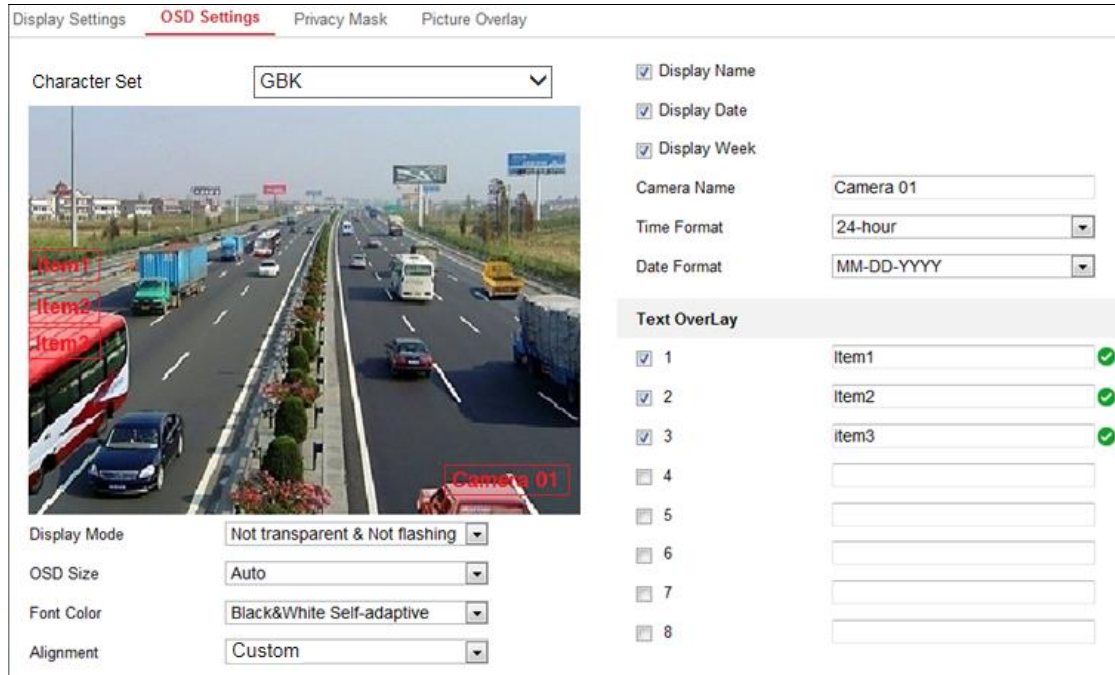 Display Settings OSD Settings Privacy Mask Picture Overlay
Character Set GBK
Item1
Item2
Item3
Camera 01
Display Mode Not transparent & Not flashing
OSD Size Auto
Font Color Black&White Self-adaptive
Alignment Custom
Display Name
Display Date
Display Week
Camera Name Camera 01
Time Format 24-hour
Date Format MM-DD-YYYY
Text OverLay
1 Item1
2 Item2
3 item3
4
5
6
7
8